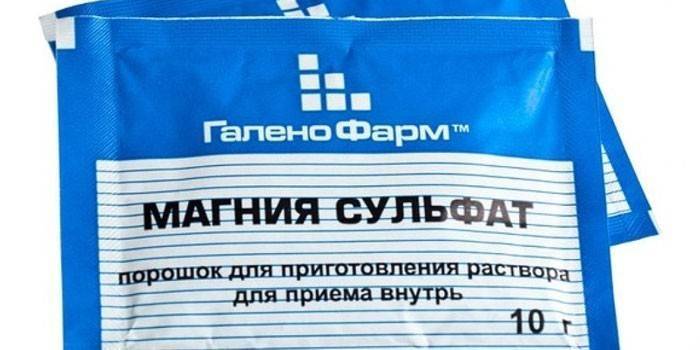 ГаленоФарм™
МАГНИЯ СУЛЬФАТ
порошок для приготовления раствора
для приема внутрь
10 г